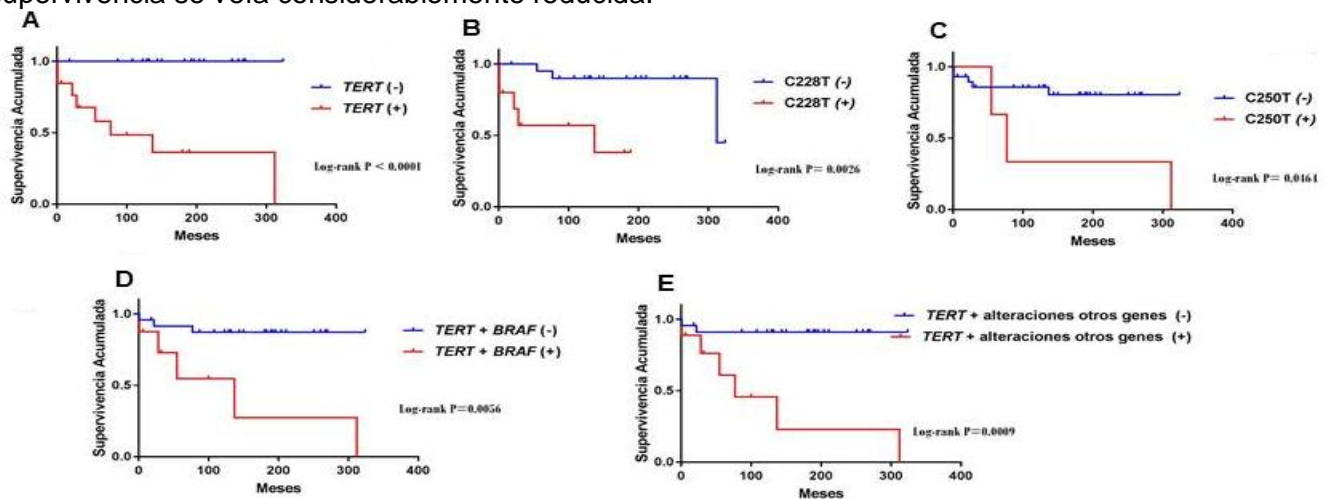 supervivencia se veía considerablemente reducida.
A
Supervivencia Acumulada
1.0
0.5
0.0
0 100 200 300 400
Meses
TERT (-)
TERT (+)
Log-rank P < 0.0001
B
Supervivencia Acumulada
1.0
0.5
0.0
0 100 200 300 400
Meses
C228T (-)
C228T (+)
Log-rank P= 0.0026
C
Supervivencia Acumulada
1.0
0.5
0.0
0 100 200 300 400
Meses
C250T (-)
C250T (+)
Log-rank P= 0.0464
D
Supervivencia Acumulada
1.0
0.5
0.0
0 100 200 300 400
Meses
TERT + BRAF (-)
TERT + BRAF (+)
Log-rank P=0.0056
E
Supervivencia Acumulada
1.0
0.5
0.0
0 100 200 300 400
Meses
TERT + alteraciones otros genes (-)
TERT + alteraciones otros genes (+)
Log-rank P=0.0009